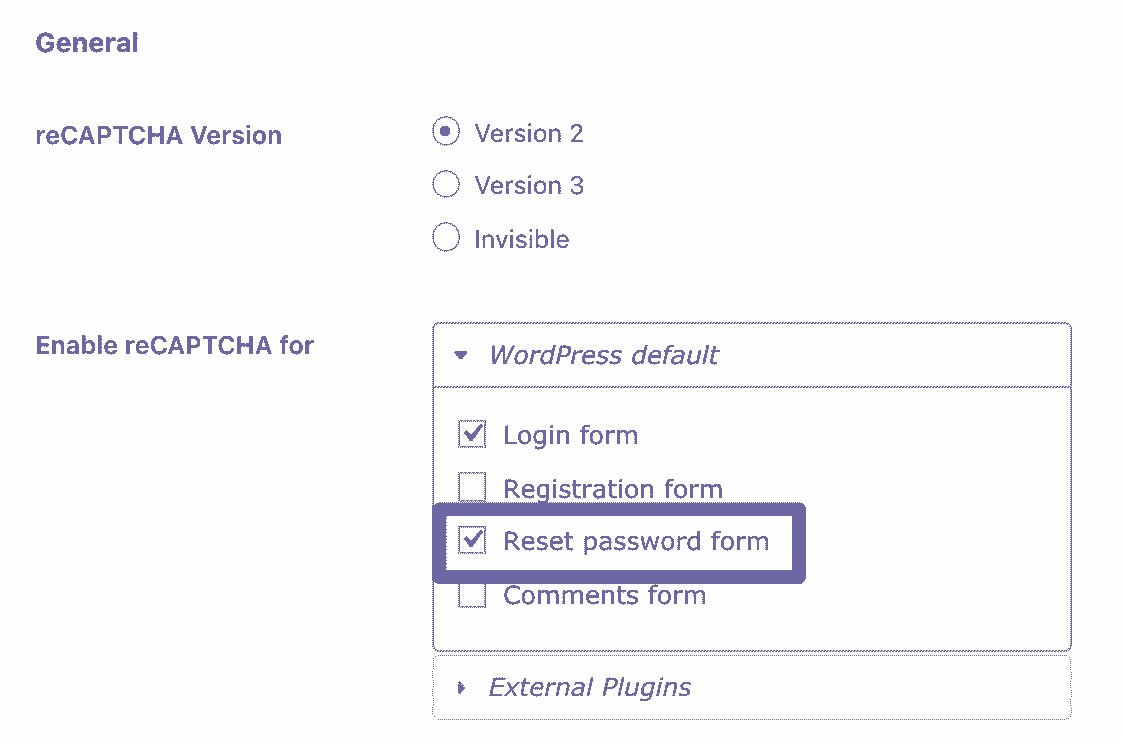 General
reCAPTCHA Version
Version 2
Version 3
Invisible
Enable reCAPTCHA for
WordPress default
Login form
Registration form
Reset password form
Comments form
External Plugins